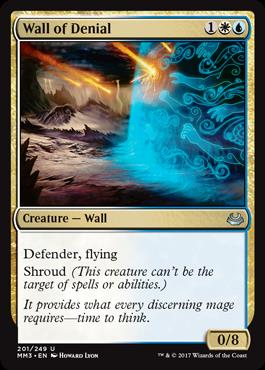 Wall of Denial 1
Creature — Wall
Defender, flying
Shroud (This creature can't be the
target of spells or abilities.)
It provides what every discerning mage
requires—time to think.
0/8
201/249 U
MM3 • EN Howard Lyon
™ & © 2017 Wizards of the Coast